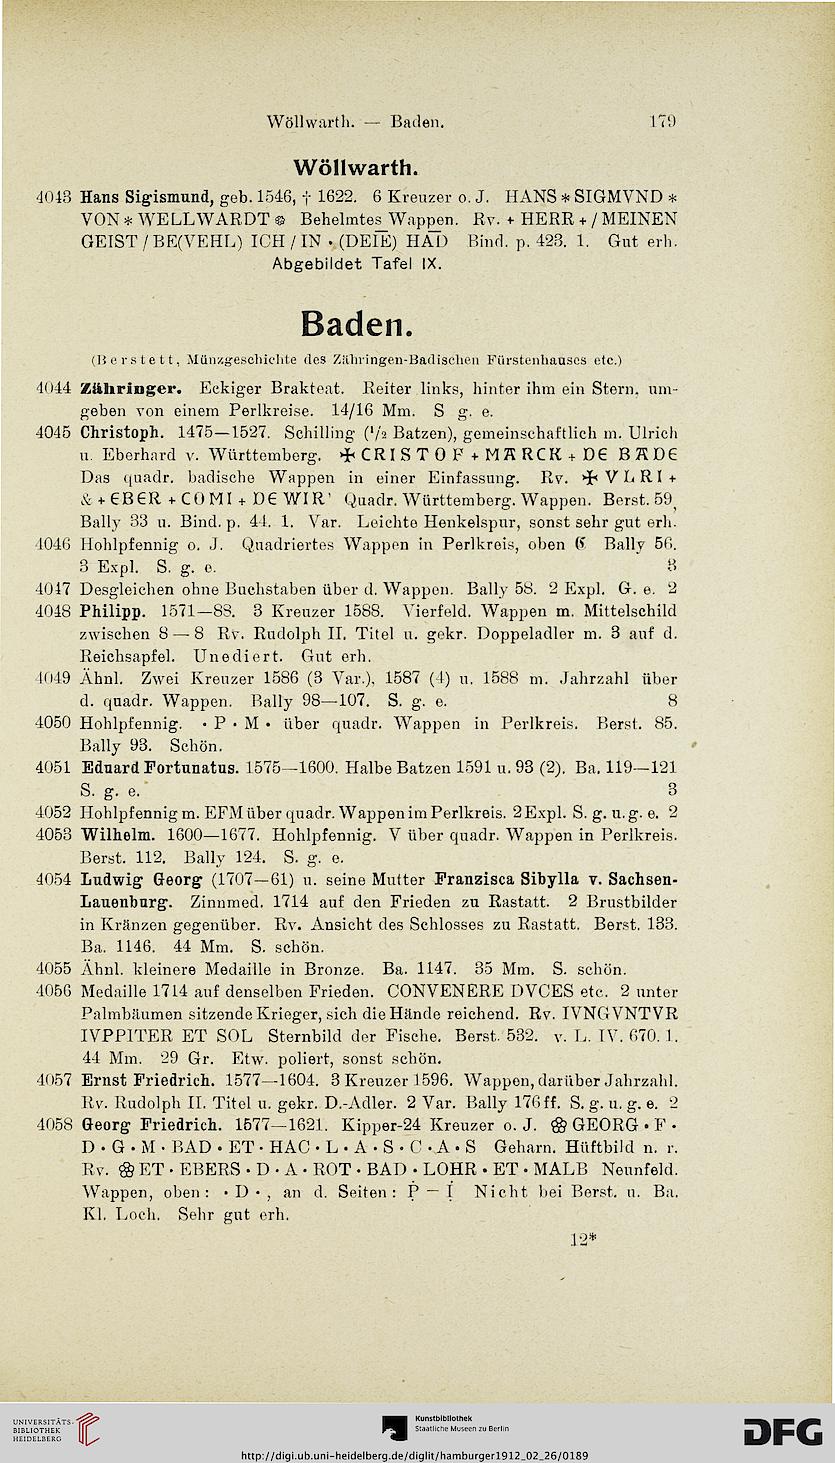 Wöllwarth. — Baden. 179
Wöllwarth.
4043 Hans Sigismund, geb. 1546, † 1622. 6 Kreuzer o. J. HANS * SIGMVND *
VON * WELLWARDT ⊕ Behelmtes Wappen. Rv. + HERR + / MEINEN
GEIST / BE(VEHL) ICH / IN • (DEIE̅) HA̅D Bind. p. 423. 1. Gut erh.
Abgebildet Tafel IX.
Baden.
(Berstett, Münzgeschichte des Zähringen-Badischen Fürstenhauses etc.)
4044 Zähringer. Eckiger Brakteat. Reiter links, hinter ihm ein Stern, um-
geben von einem Perlkreise. 14/16 Mm. S g. e.
4045 Christoph. 1475—1527. Schilling (1/2 Batzen), gemeinschaftlich m. Ulrich
u. Eberhard v. Württemberg. ✠ CRISTOF + MARCK + DE BADE
Das quadr. badische Wappen in einer Einfassung. Rv. ✠ VLRI +
& + EBER + COMI + DE WIR' Quadr. Württemberg. Wappen. Berst. 59,
Bally 33 u. Bind. p. 44. 1. Var. Leichte Henkelspur, sonst sehr gut erh.
4046 Hohlpfennig o. J. Quadriertes Wappen in Perlkreis, oben C Bally 56.
3 Expl. S. g. e. 3
4047 Desgleichen ohne Buchstaben über d. Wappen. Bally 58. 2 Expl. G. e. 2
4048 Philipp. 1571—88. 3 Kreuzer 1588. Vierfeld. Wappen m. Mittelschild
zwischen 8 — 8 Rv. Rudolph II. Titel u. gekr. Doppeladler m. 3 auf d.
Reichsapfel. Unediert. Gut erh.
4049 Ähnl. Zwei Kreuzer 1586 (3 Var.), 1587 (4) u. 1588 m. Jahrzahl über
d. quadr. Wappen. Bally 98—107. S. g. e. 8
4050 Hohlpfennig. • P • M • über quadr. Wappen in Perlkreis. Berst. 85.
Bally 93. Schön.
4051 Eduard Fortunatus. 1575—1600. Halbe Batzen 1591 u. 93 (2). Ba. 119—121
S. g. e. 3
4052 Hohlpfennig m. EFM über quadr. Wappen im Perlkreis. 2 Expl. S. g. u. g. e. 2
4053 Wilhelm. 1600—1677. Hohlpfennig. V über quadr. Wappen in Perlkreis.
Berst. 112. Bally 124. S. g. e.
4054 Ludwig Georg (1707—61) u. seine Mutter Franzisca Sibylla v. Sachsen-
Lauenburg. Zinnmed. 1714 auf den Frieden zu Rastatt. 2 Brustbilder
in Kränzen gegenüber. Rv. Ansicht des Schlosses zu Rastatt. Berst. 133.
Ba. 1146. 44 Mm. S. schön.
4055 Ähnl. kleinere Medaille in Bronze. Ba. 1147. 35 Mm. S. schön.
4056 Medaille 1714 auf denselben Frieden. CONVENERE DVCES etc. 2 unter
Palmbäumen sitzende Krieger, sich die Hände reichend. Rv. IVNGVNTVR
IVPPITER ET SOL Sternbild der Fische. Berst. 532. v. L. IV. 670. 1.
44 Mm. 29 Gr. Etw. poliert, sonst schön.
4057 Ernst Friedrich. 1577—1604. 3 Kreuzer 1596. Wappen, darüber Jahrzahl.
Rv. Rudolph II. Titel u. gekr. D.-Adler. 2 Var. Bally 176 ff. S. g. u. g. e. 2
4058 Georg Friedrich. 1577—1621. Kipper-24 Kreuzer o. J. ❀ GEORG • F •
D • G • M • BAD • ET • HAC • L • A • S • C • A • S Geharn. Hüftbild n. r.
Rv. ❀ ET • EBERS • D • A • ROT • BAD • LOHR • ET • MALB Neunfeld.
Wappen, oben: • D •, an d. Seiten: P — I Nicht bei Berst. u. Ba.
Kl. Loch. Sehr gut erh.
12*
UNIVERSITÄTS-
BIBLIOTHEK
HEIDELBERG
Kunstbibliothek
Staatliche Museen zu Berlin
DFG
http://digi.ub.uni-heidelberg.de/diglit/hamburger1912_02_26/0189